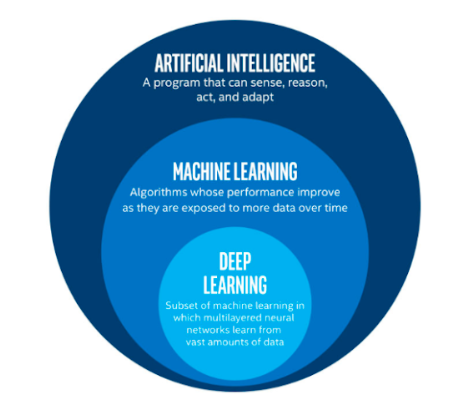 ARTIFICIAL INTELLIGENCE
A program that can sense, reason,
act, and adapt
MACHINE LEARNING
Algorithms whose performance improve
as they are exposed to more data over time
DEEP
LEARNING
Subset of machine learning in
which multilayered neural
networks learn from
vast amounts of data